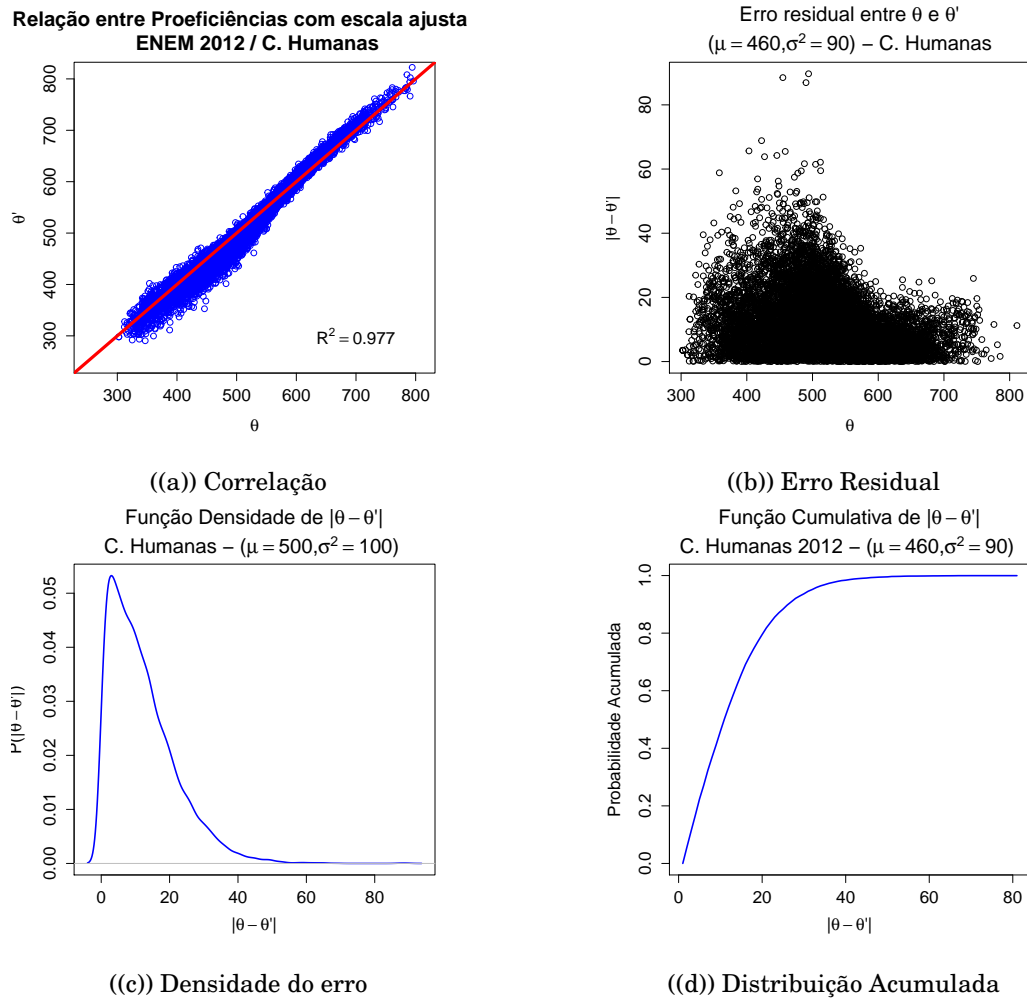 Relação entre Proeficiências com escala ajusta
ENEM 2012 / C. Humanas
θ'
800
700
600
500
400
300
R² = 0.977
300 400 500 600 700 800
θ
((a)) Correlação
Erro residual entre θ e θ'
(μ = 460,σ² = 90) − C. Humanas
|θ − θ'|
80
60
40
20
0
300 400 500 600 700 800
θ
((b)) Erro Residual
Função Densidade de |θ − θ'|
C. Humanas − (μ = 500,σ² = 100)
P(|θ − θ'|)
0.05
0.04
0.03
0.02
0.01
0.00
0 20 40 60 80
|θ − θ'|
((c)) Densidade do erro
Função Cumulativa de |θ − θ'|
C. Humanas 2012 − (μ = 460,σ² = 90)
Probabilidade Acumulada
1.0
0.8
0.6
0.4
0.2
0.0
0 20 40 60 80
|θ − θ'|
((d)) Distribuição Acumulada